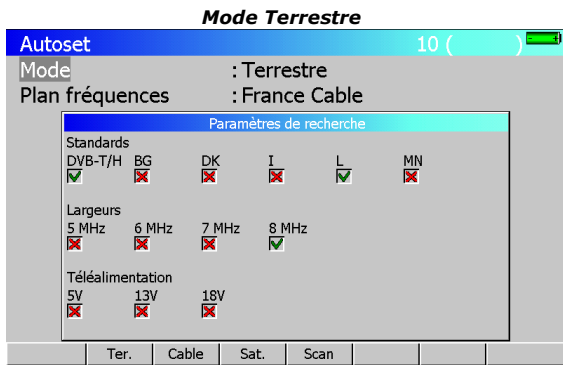 Mode Terrestre
Autoset 10 ( )
Mode : Terrestre
Plan fréquences : France Cable
Paramètres de recherche
Standards
DVB-T/H BG DK I L MN
Largeurs
5 MHz 6 MHz 7 MHz 8 MHz
Téléalimentation
5V 13V 18V
Ter. Cable Sat. Scan